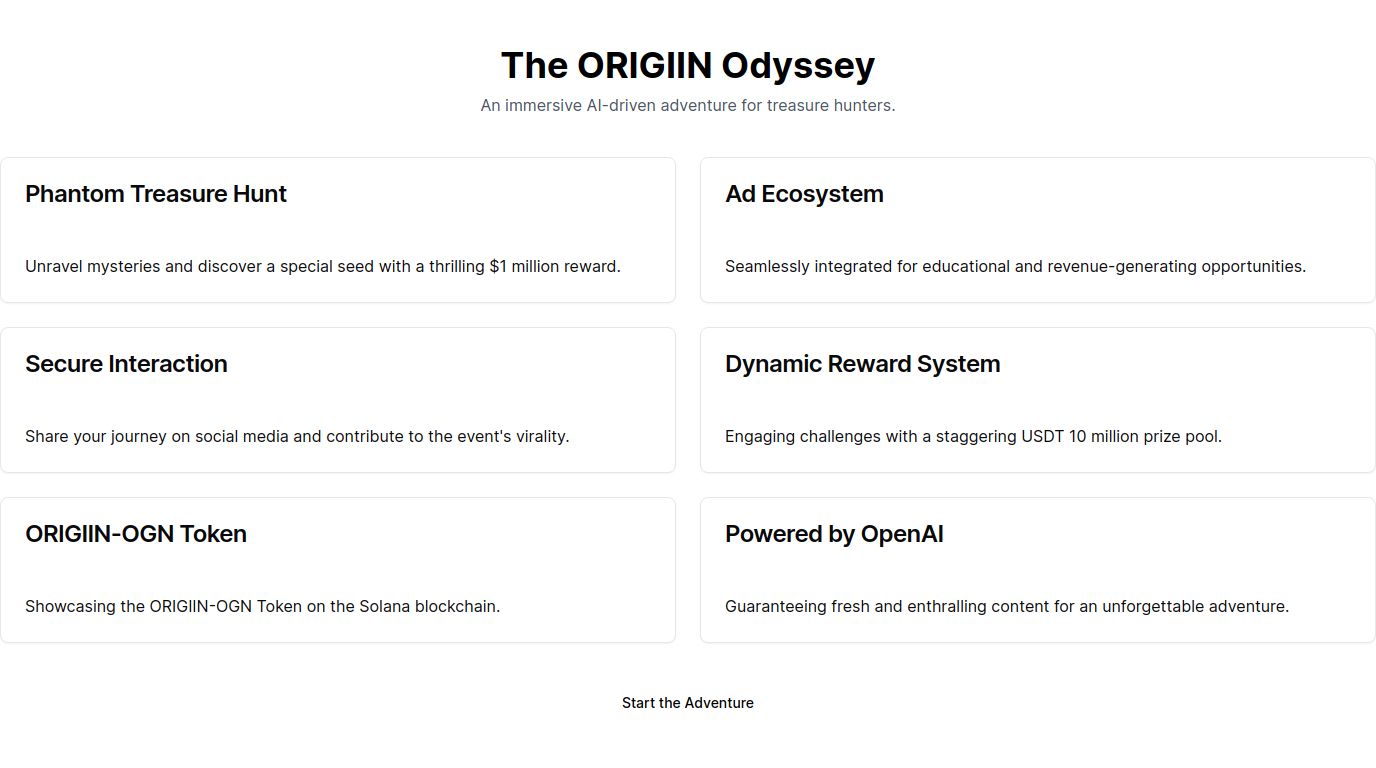 The ORIGIIN Odyssey
An immersive AI-driven adventure for treasure hunters.
Phantom Treasure Hunt
Unravel mysteries and discover a special seed with a thrilling $1 million reward.
Ad Ecosystem
Seamlessly integrated for educational and revenue-generating opportunities.
Secure Interaction
Share your journey on social media and contribute to the event's virality.
Dynamic Reward System
Engaging challenges with a staggering USDT 10 million prize pool.
ORIGIIN-OGN Token
Showcasing the ORIGIIN-OGN Token on the Solana blockchain.
Powered by OpenAI
Guaranteeing fresh and enthralling content for an unforgettable adventure.
Start the Adventure